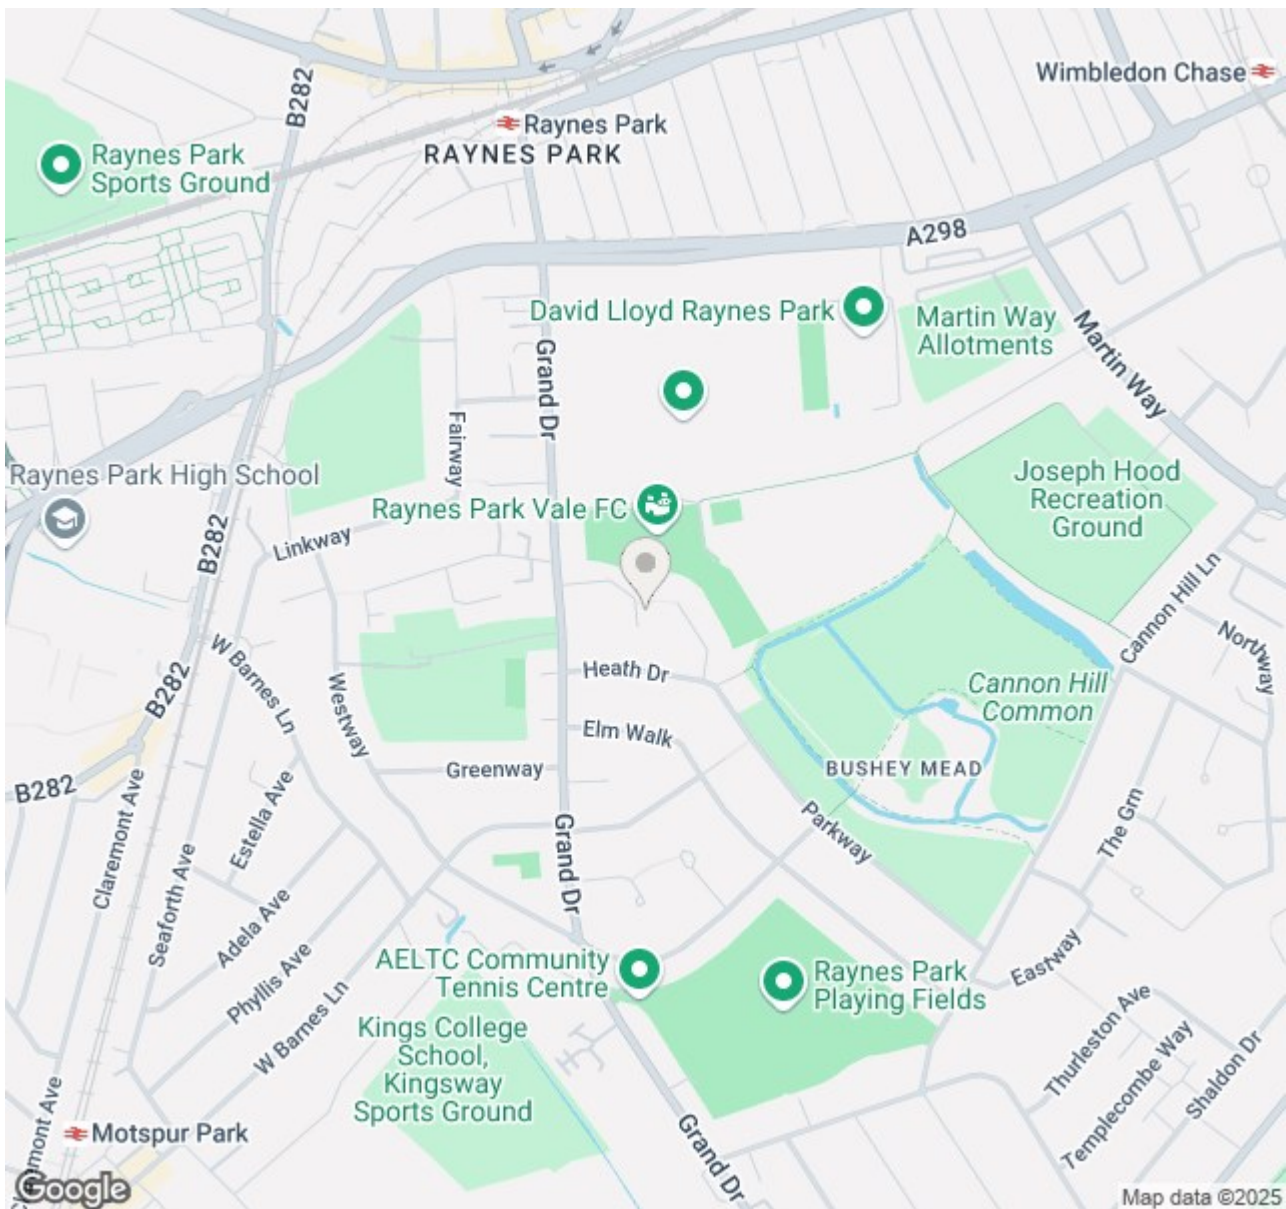 Wimbledon Chase
B282
Raynes Park
RAYNES PARK
Raynes Park
Sports Ground
A298
David Lloyd Raynes Park
Martin Way
Allotments
Martin Way
Grand Dr
Fairway
Raynes Park High School
Joseph Hood
Recreation
Ground
Raynes Park Vale FC
Linkway
B282
Cannon Hill Ln
Northway
W Barnes Ln
Heath Dr
B282
Westway
Cannon Hill
Common
Elm Walk
Greenway
BUSHEY MEAD
B282
Claremont Ave
Estella Ave
Parkway
The Grn
Grand Dr
Seaforth Ave
Adela Ave
Phyllis Ave
AELTC Community
Tennis Centre
Raynes Park
Playing Fields
Eastway
W Barnes Ln
Kings College
School,
Kingsway
Sports Ground
Thurleston Ave
Templecombe Way
Shaldon Dr
Claremont Ave
Motspur Park
Grand Dr
Google
Map data ©2025